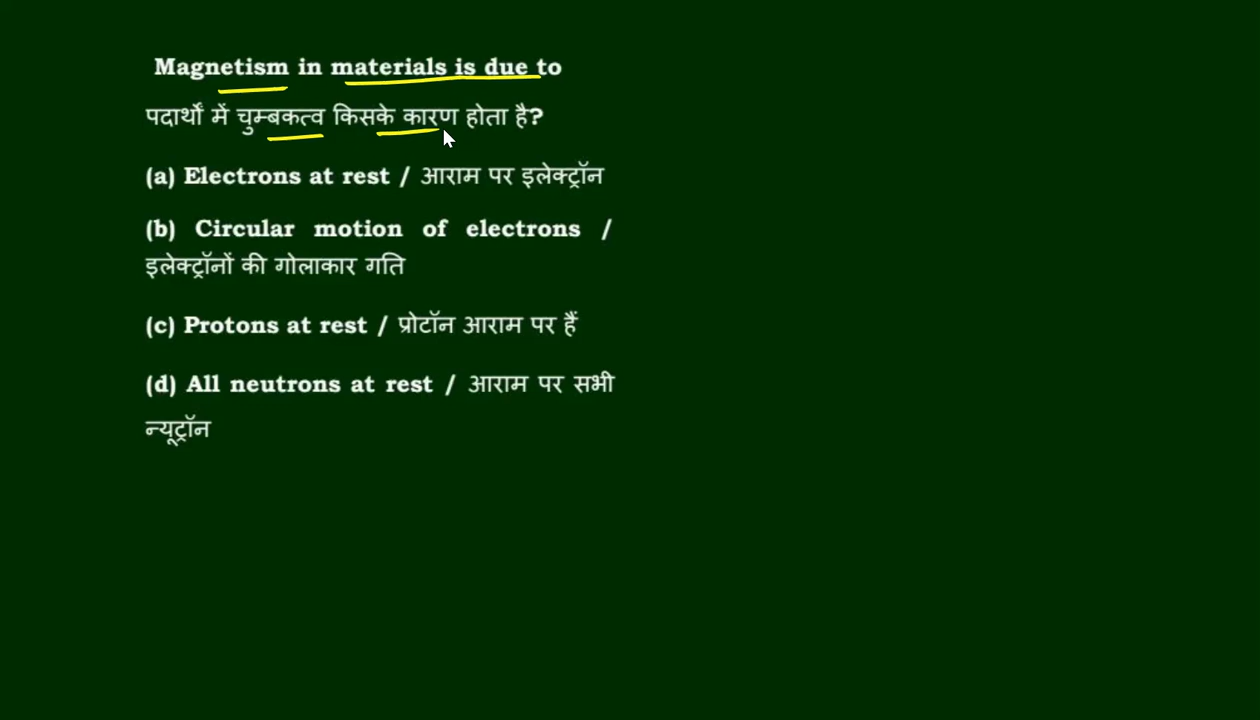 Magnetism in materials is due to
पदार्थों में चुम्बकत्व किसके कारण होता है?
(a) Electrons at rest / आराम पर इलेक्ट्रॉन
(b) Circular motion of electrons /
इलेक्ट्रॉनों की गोलाकार गति
(c) Protons at rest / प्रोटॉन आराम पर हैं
(d) All neutrons at rest / आराम पर सभी
न्यूट्रॉन